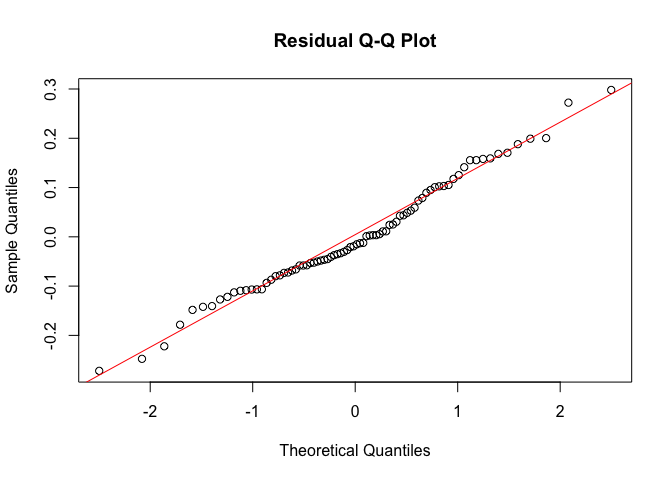 Residual Q-Q Plot
0.3
0.2
0.1
0.0
-0.1
-0.2
Sample Quantiles
-2 -1 0 1 2
Theoretical Quantiles